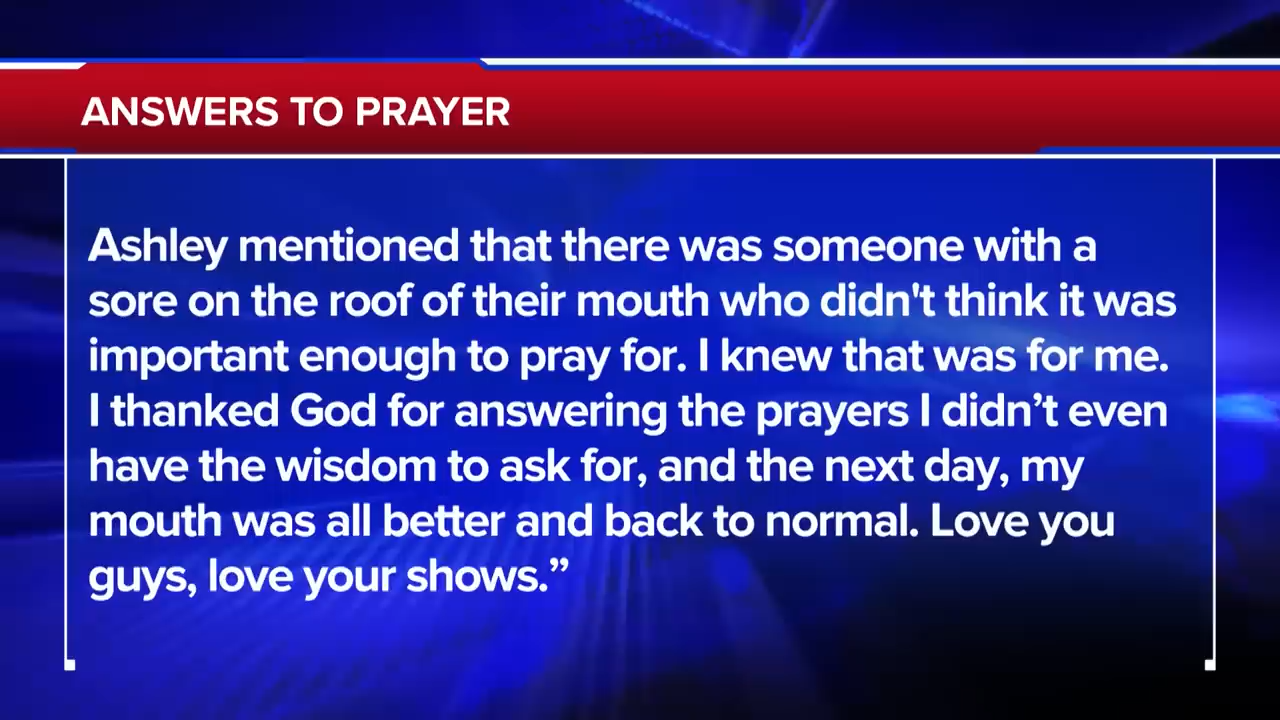 ANSWERS TO PRAYER
Ashley mentioned that there was someone with a
sore on the roof of their mouth who didn't think it was
important enough to pray for. I knew that was for me.
I thanked God for answering the prayers I didn’t even
have the wisdom to ask for, and the next day, my
mouth was all better and back to normal. Love you
guys, love your shows.”